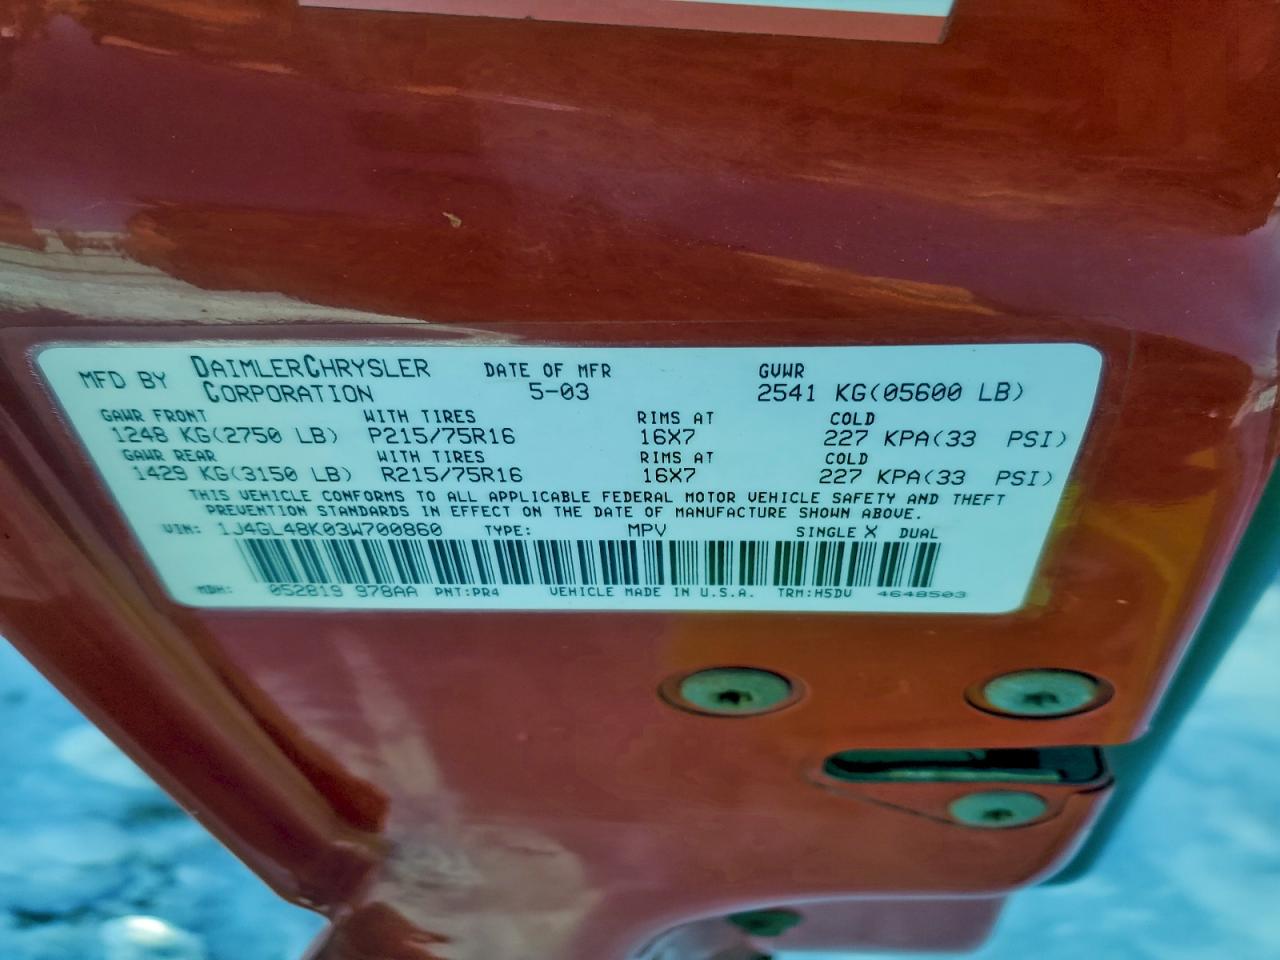 MFD BY DAIMLERCHRYSLER CORPORATION DATE OF MFR 5-03 GVWR 2541 KG(05600 LB)
GAWR FRONT WITH TIRES RIMS AT COLD
1248 KG(2750 LB) P215/75R16 16X7 227 KPA(33 PSI)
GAWR REAR WITH TIRES RIMS AT COLD
1429 KG(3150 LB) R215/75R16 16X7 227 KPA(33 PSI)
THIS VEHICLE CONFORMS TO ALL APPLICABLE FEDERAL MOTOR VEHICLE SAFETY AND THEFT
PREVENTION STANDARDS IN EFFECT ON THE DATE OF MANUFACTURE SHOWN ABOVE.
VIN: 1J4GL48K03W700860 TYPE: MPV SINGLE X DUAL
MDH: 052819 978AA PNT:PR4 VEHICLE MADE IN U.S.A. TRM:H5DV 4648503